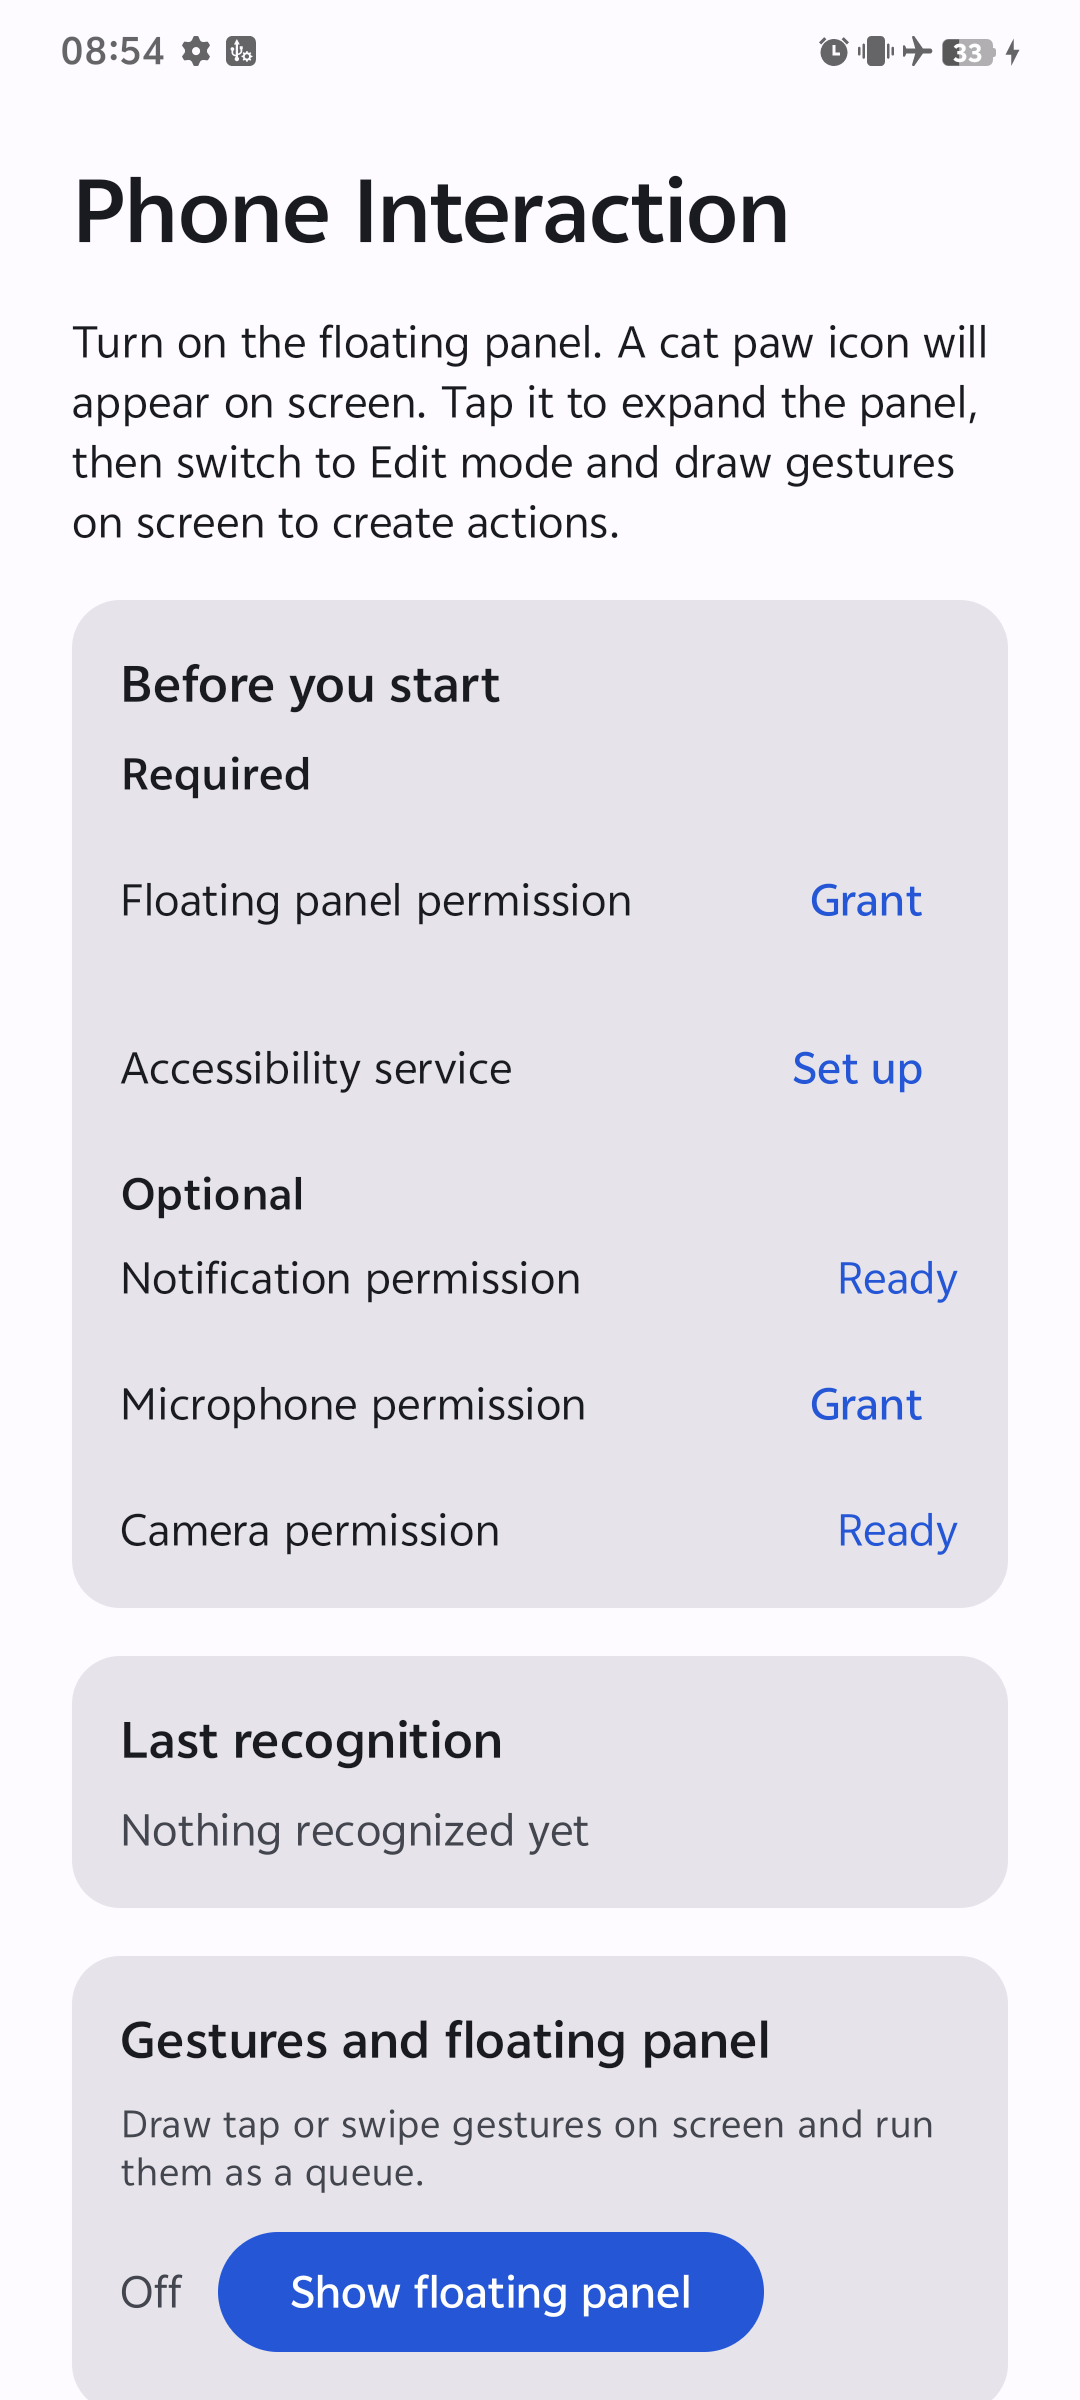 08:54
33
Phone Interaction
Turn on the floating panel. A cat paw icon will
appear on screen. Tap it to expand the panel,
then switch to Edit mode and draw gestures
on screen to create actions.
Before you start
Required
Floating panel permission Grant
Accessibility service Set up
Optional
Notification permission Ready
Microphone permission Grant
Camera permission Ready
Last recognition
Nothing recognized yet
Gestures and floating panel
Draw tap or swipe gestures on screen and run
them as a queue.
Off Show floating panel